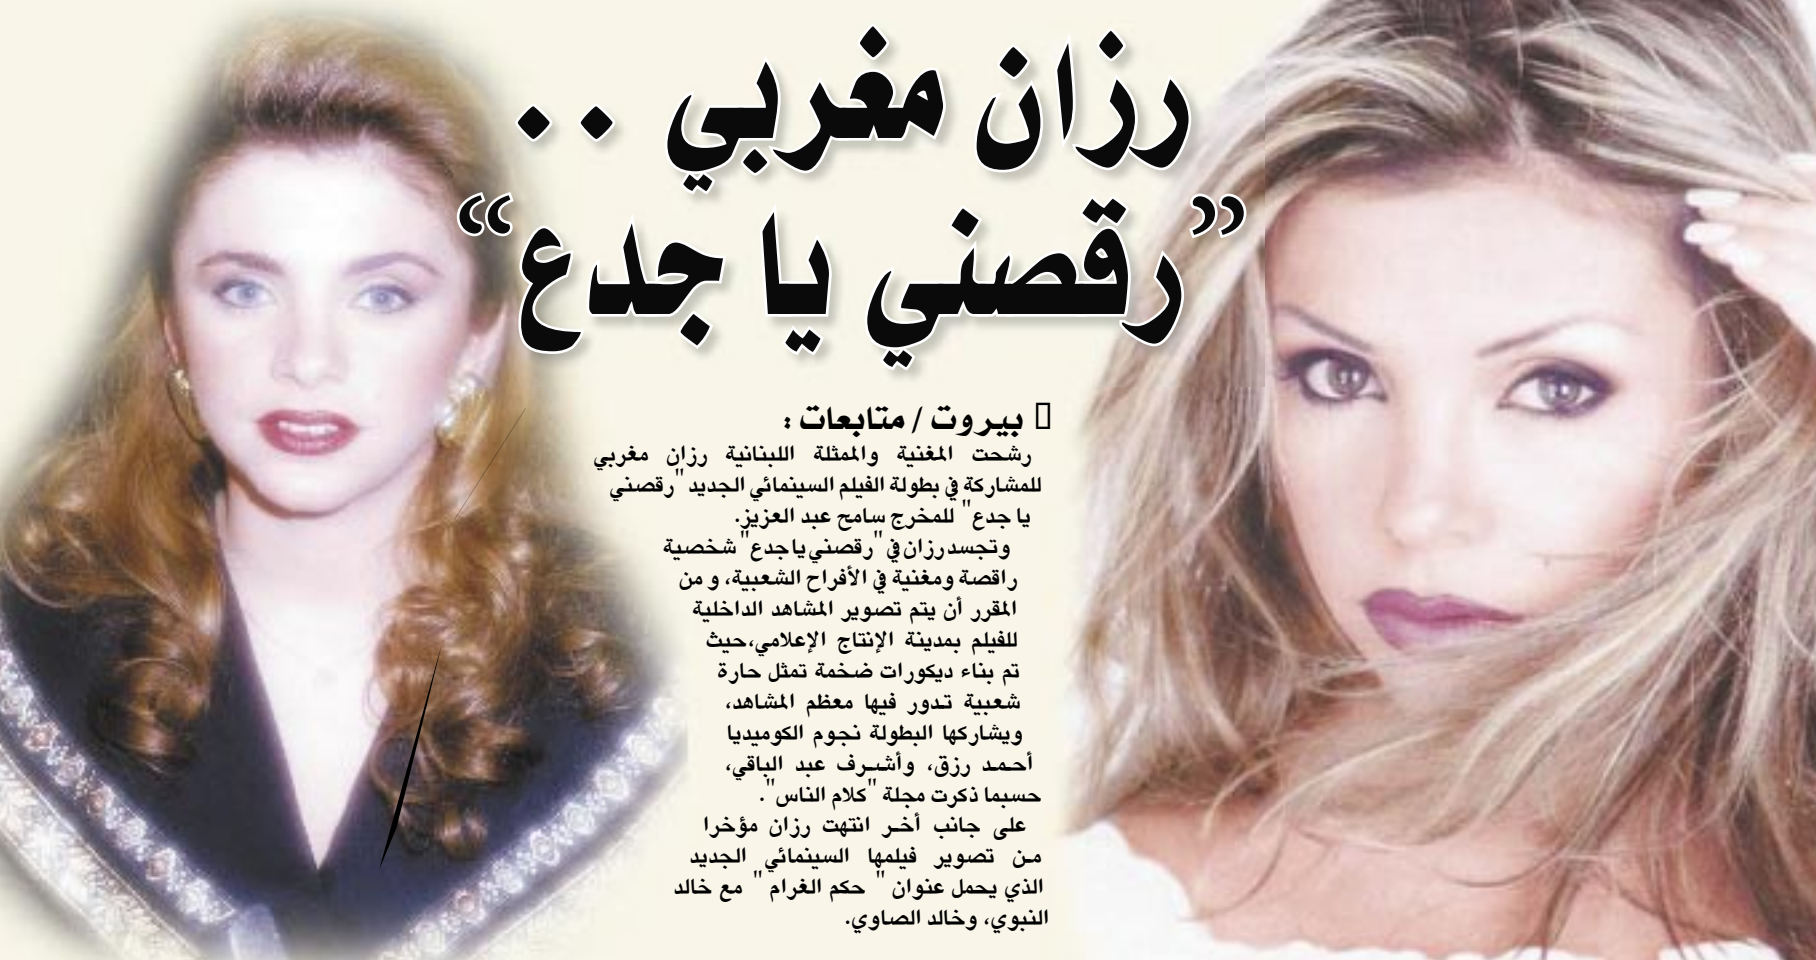 رزان مغربي ..
”رقصني يا جدع“
بيروت / متابعات :
رشحت المغنية والممثلة اللبنانية رزان مغربي
للمشاركة في بطولة الفيلم السينمائي الجديد "رقصني
يا جدع" للمخرج سامح عبد العزيز.
وتجسد رزان في "رقصني يا جدع" شخصية
راقصة ومغنية في الأفراح الشعبية، و من
المقرر أن يتم تصوير المشاهد الداخلية
للفيلم بمدينة الإنتاج الإعلامي،حيث
تم بناء ديكورات ضخمة تمثل حارة
شعبية تدور فيها معظم المشاهد،
ويشاركها البطولة نجوم الكوميديا
أحمد رزق، وأشرف عبد الباقي،
حسبما ذكرت مجلة "كلام الناس".
على جانب أخر انتهت رزان مؤخرا
من تصوير فيلمها السينمائي الجديد
الذي يحمل عنوان " حكم الغرام " مع خالد
النبوي، وخالد الصاوي.